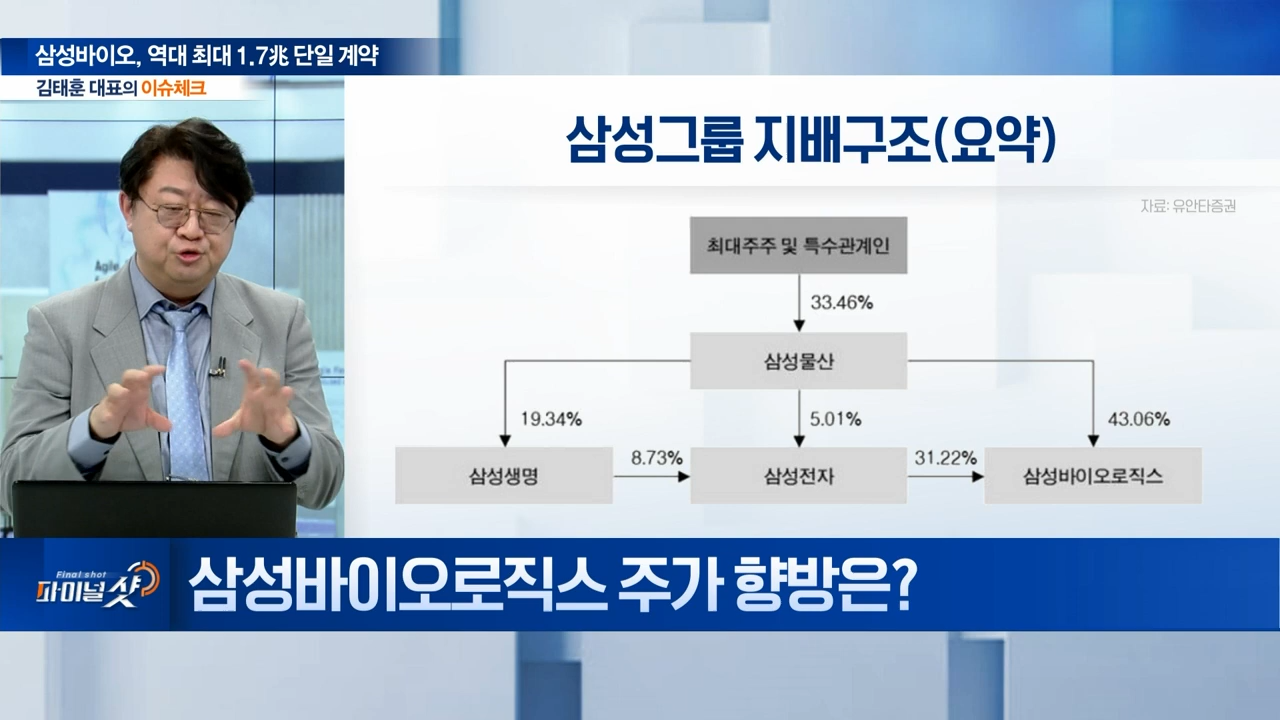 삼성바이오, 역대 최대 1.7兆 단일 계약
김태훈 대표의 이슈체크
삼성그룹 지배구조(요약)
자료: 유안타증권
최대주주 및 특수관계인
33.46%
삼성물산
19.34%
5.01%
43.06%
삼성생명
8.73%
삼성전자
31.22%
삼성바이오로직스
Agile
Final shot
파이널샷
삼성바이오로직스 주가 향방은?